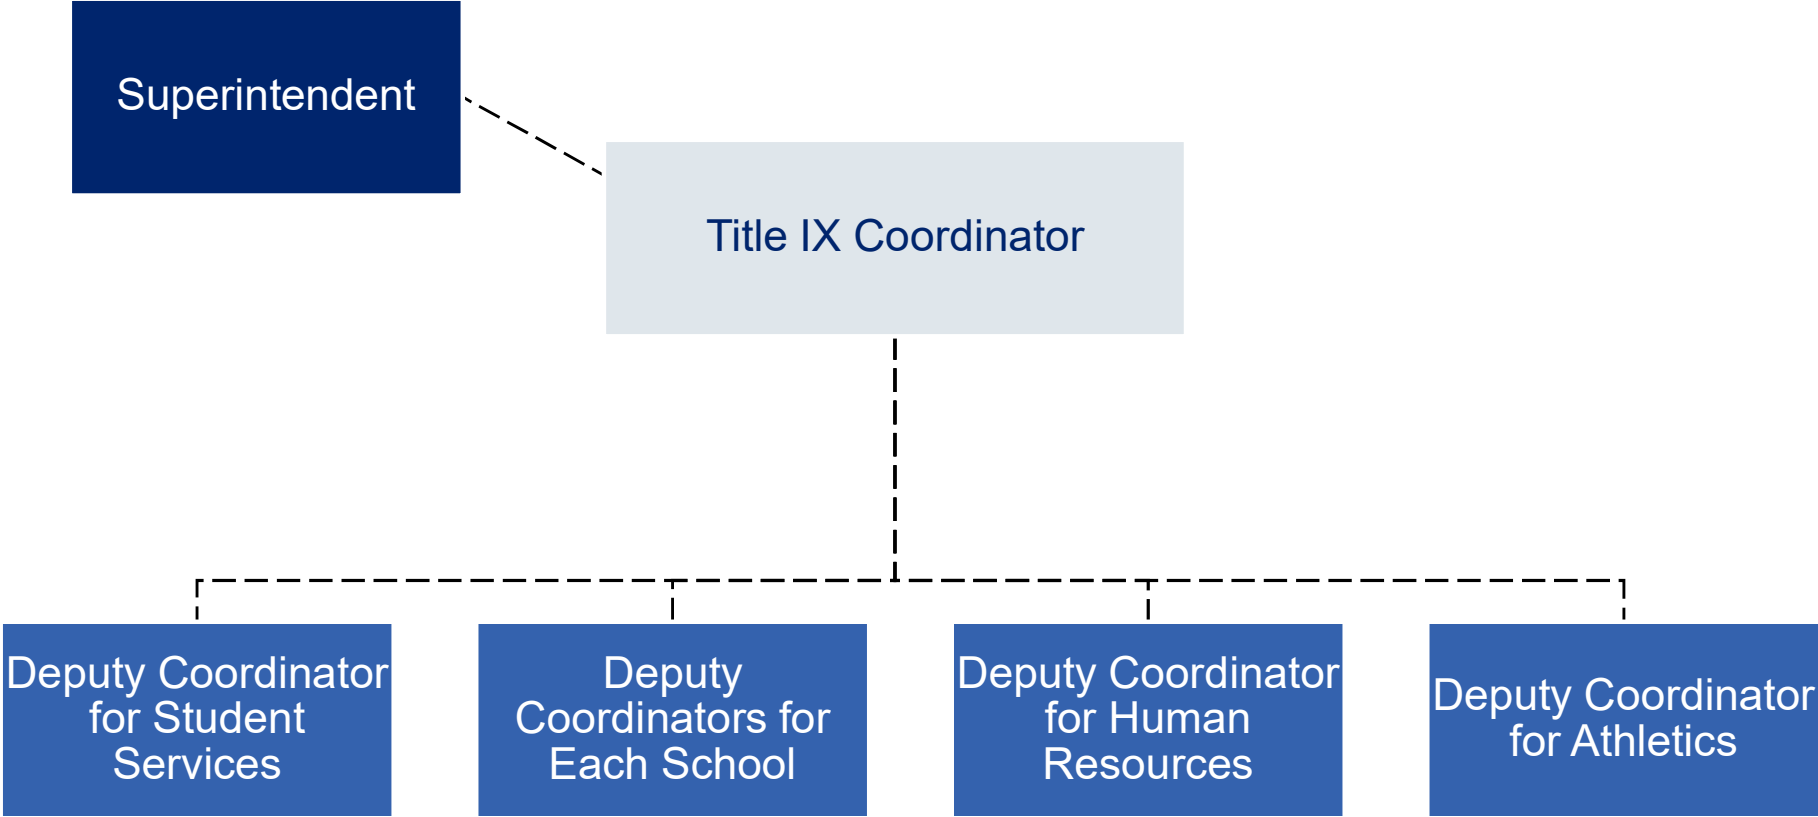 Superintendent
Title IX Coordinator
Deputy Coordinator
for Student
Services
Deputy
Coordinators for
Each School
Deputy Coordinator
for Human
Resources
Deputy Coordinator
for Athletics